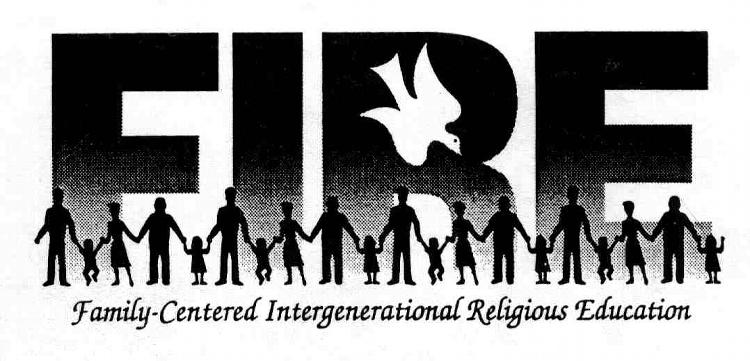 FIRE
Family-Centered Intergenerational Religious Education